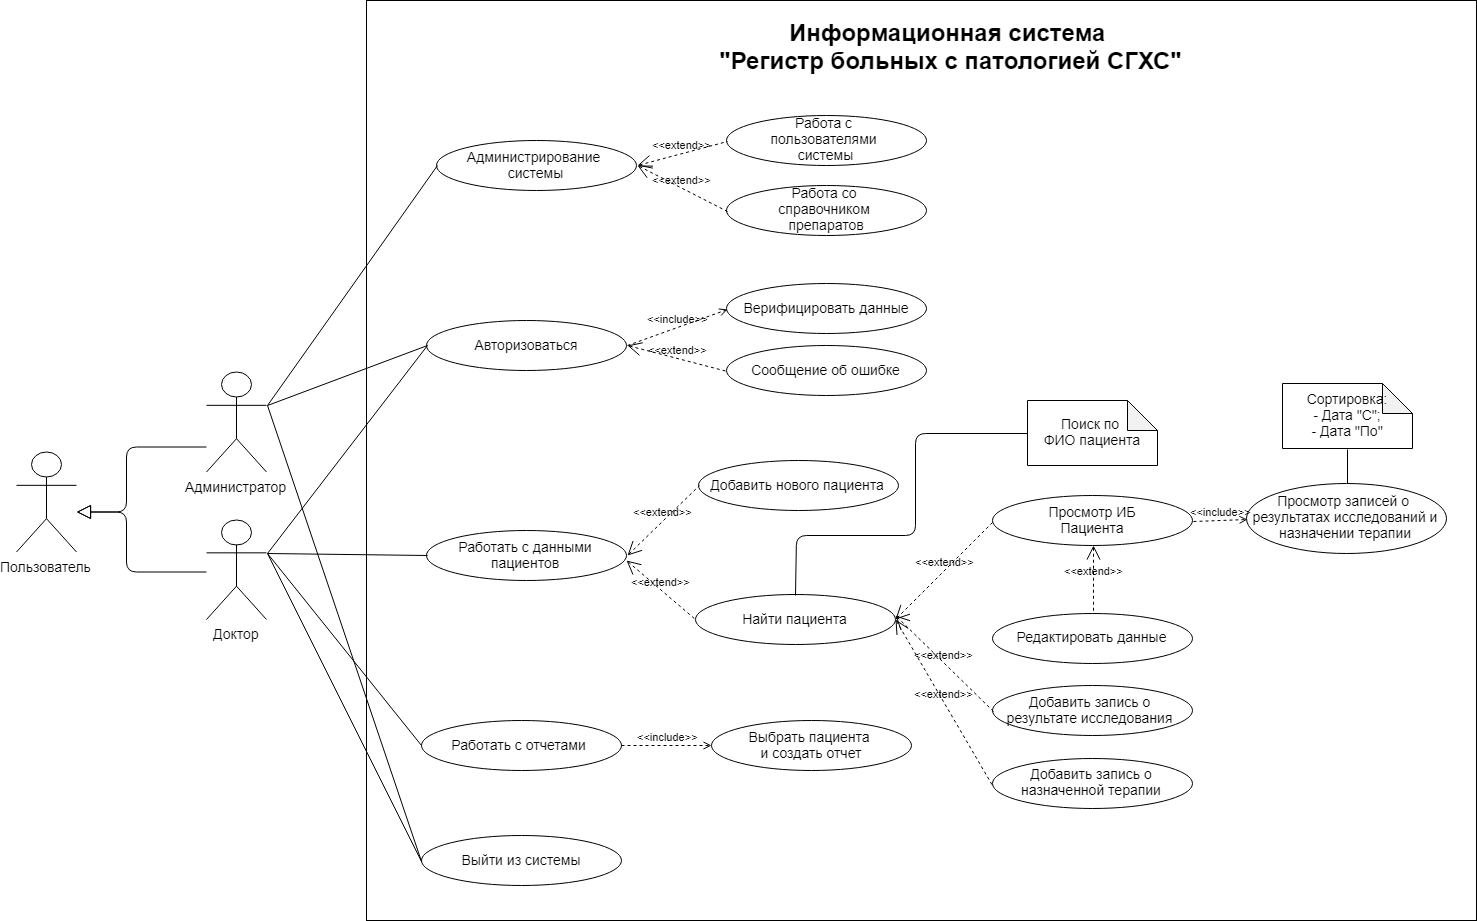 Информационная система
"Регистр больных с патологией СГХС"
Администрирование
системы
<<extend>>
<<extend>>
Работа с
пользователями
системы
Работа со
справочником
препаратов
Авторизоваться
<<include>>
<<extend>>
Верифицировать данные
Сообщение об ошибке
Администратор
Пользователь
Доктор
Поиск по
ФИО пациента
Сортировка:
- Дата "С";
- Дата "По"
Добавить нового пациента
<<extend>>
Работать с данными
пациентов
<<extend>>
Найти пациента
<<extend>>
Просмотр ИБ
Пациента
<<include>>
Просмотр записей о
результатах исследований и
назначении терапии
<<extend>>
Редактировать данные
<<extend>>
<<extend>>
Добавить запись о
результате исследования
Добавить запись о
назначенной терапии
Работать с отчетами
<<include>>
Выбрать пациента
и создать отчет
Выйти из системы